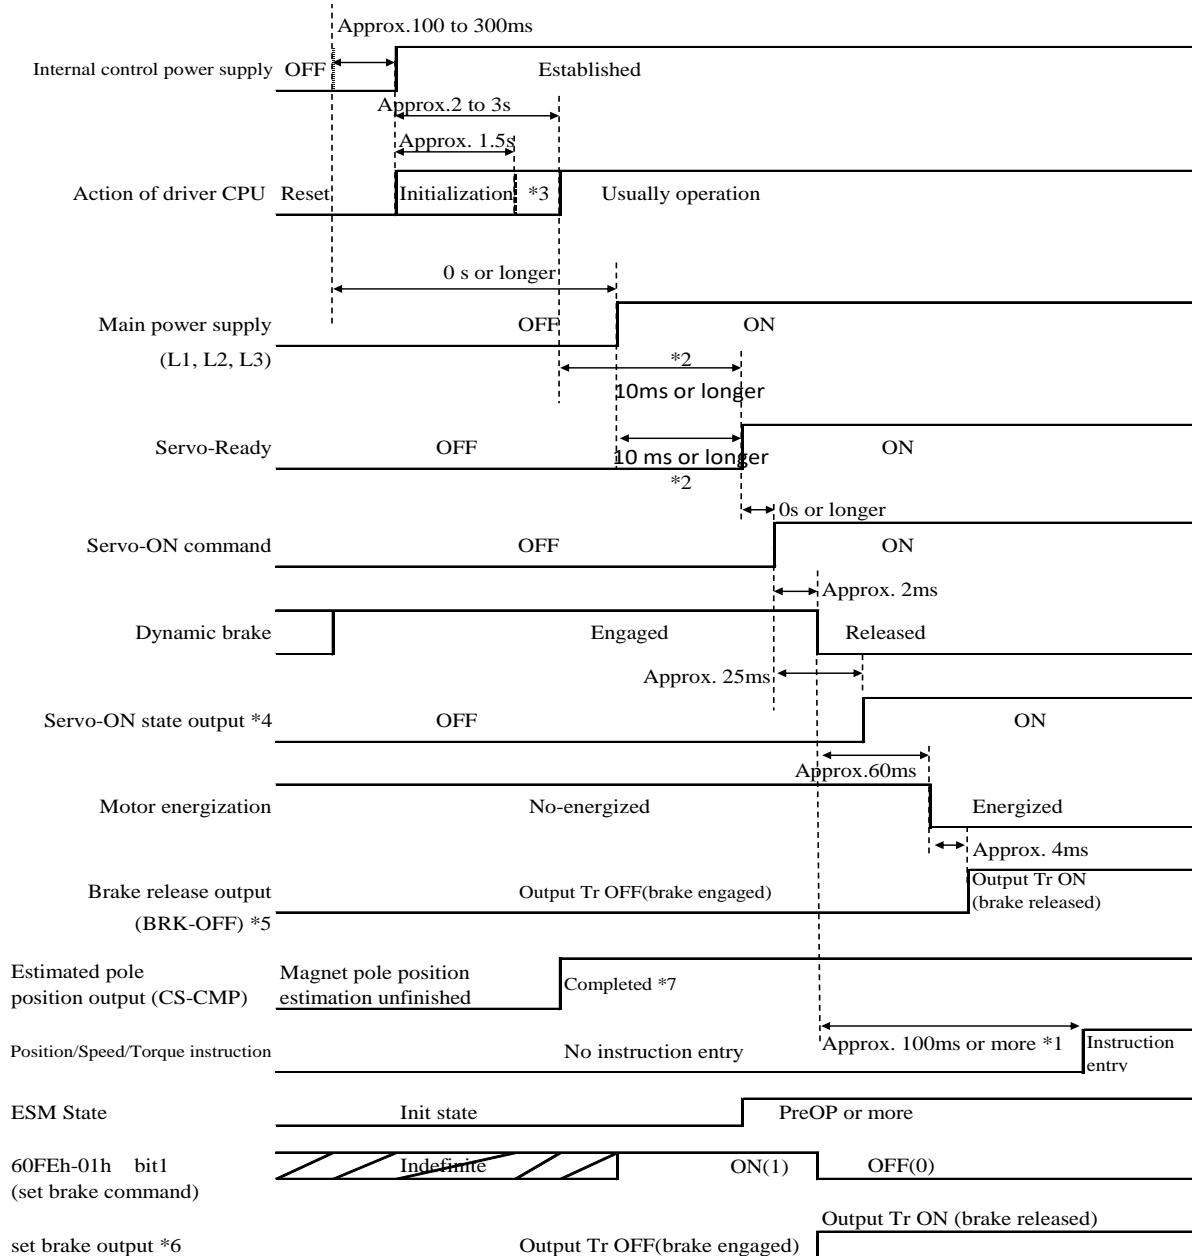 Approx.100 to 300ms
Internal control power supply OFF Established
Approx.2 to 3s
Approx. 1.5s
Action of driver CPU Reset Initialization *3 Usually operation
0 s or longer
Main power supply OFF ON
(L1, L2, L3)
*2
10ms or longer
Servo-Ready OFF ON
10 ms or longer
*2
0s or longer
Servo-ON command OFF ON
Approx. 2ms
Dynamic brake Engaged Released
Approx. 25ms
Servo-ON state output *4 OFF ON
Approx.60ms
Motor energization No-energized Energized
Approx. 4ms
Brake release output Output Tr OFF(brake engaged) Output Tr ON
(BRK-OFF) *5 (brake released)
Estimated pole Magnet pole position
position output (CS-CMP) estimation unfinished Completed *7
Position/Speed/Torque instruction No instruction entry Approx. 100ms or more *1 Instruction
entry
ESM State Init state PreOP or more
60FEh-01h bit1 Indefinite ON(1) OFF(0)
(set brake command)
Output Tr ON (brake released)
set brake output *6 Output Tr OFF(brake engaged)